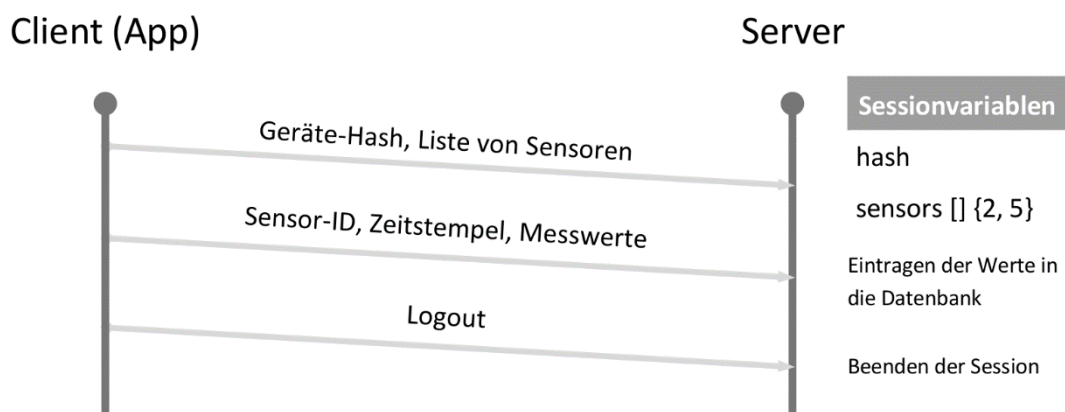 Client (App)
Server
Sessionvariablen
Geräte-Hash, Liste von Sensoren
hash
sensors [] {2, 5}
Sensor-ID, Zeitstempel, Messwerte
Eintragen der Werte in
die Datenbank
Logout
Beenden der Session